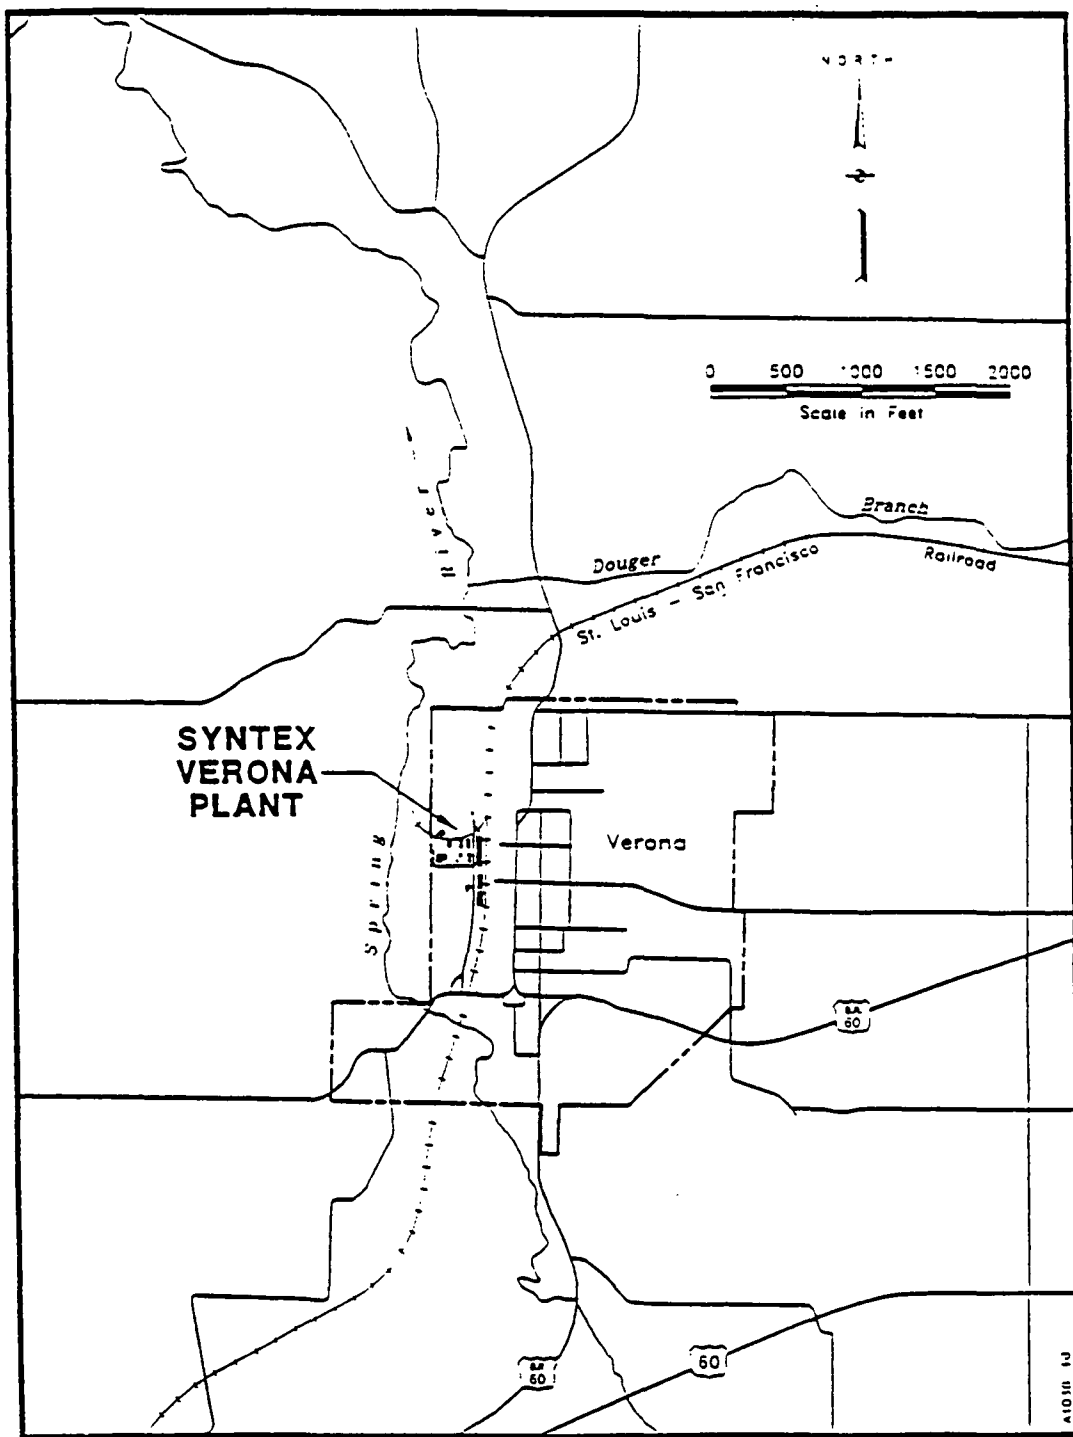 NORTH
0 500 1000 1500 2000
Scale in Feet
Branch
Douger
St. Louis - San Francisco Railroad
River
SYNTEX
VERONA
PLANT
Verona
Spring
60
60
60